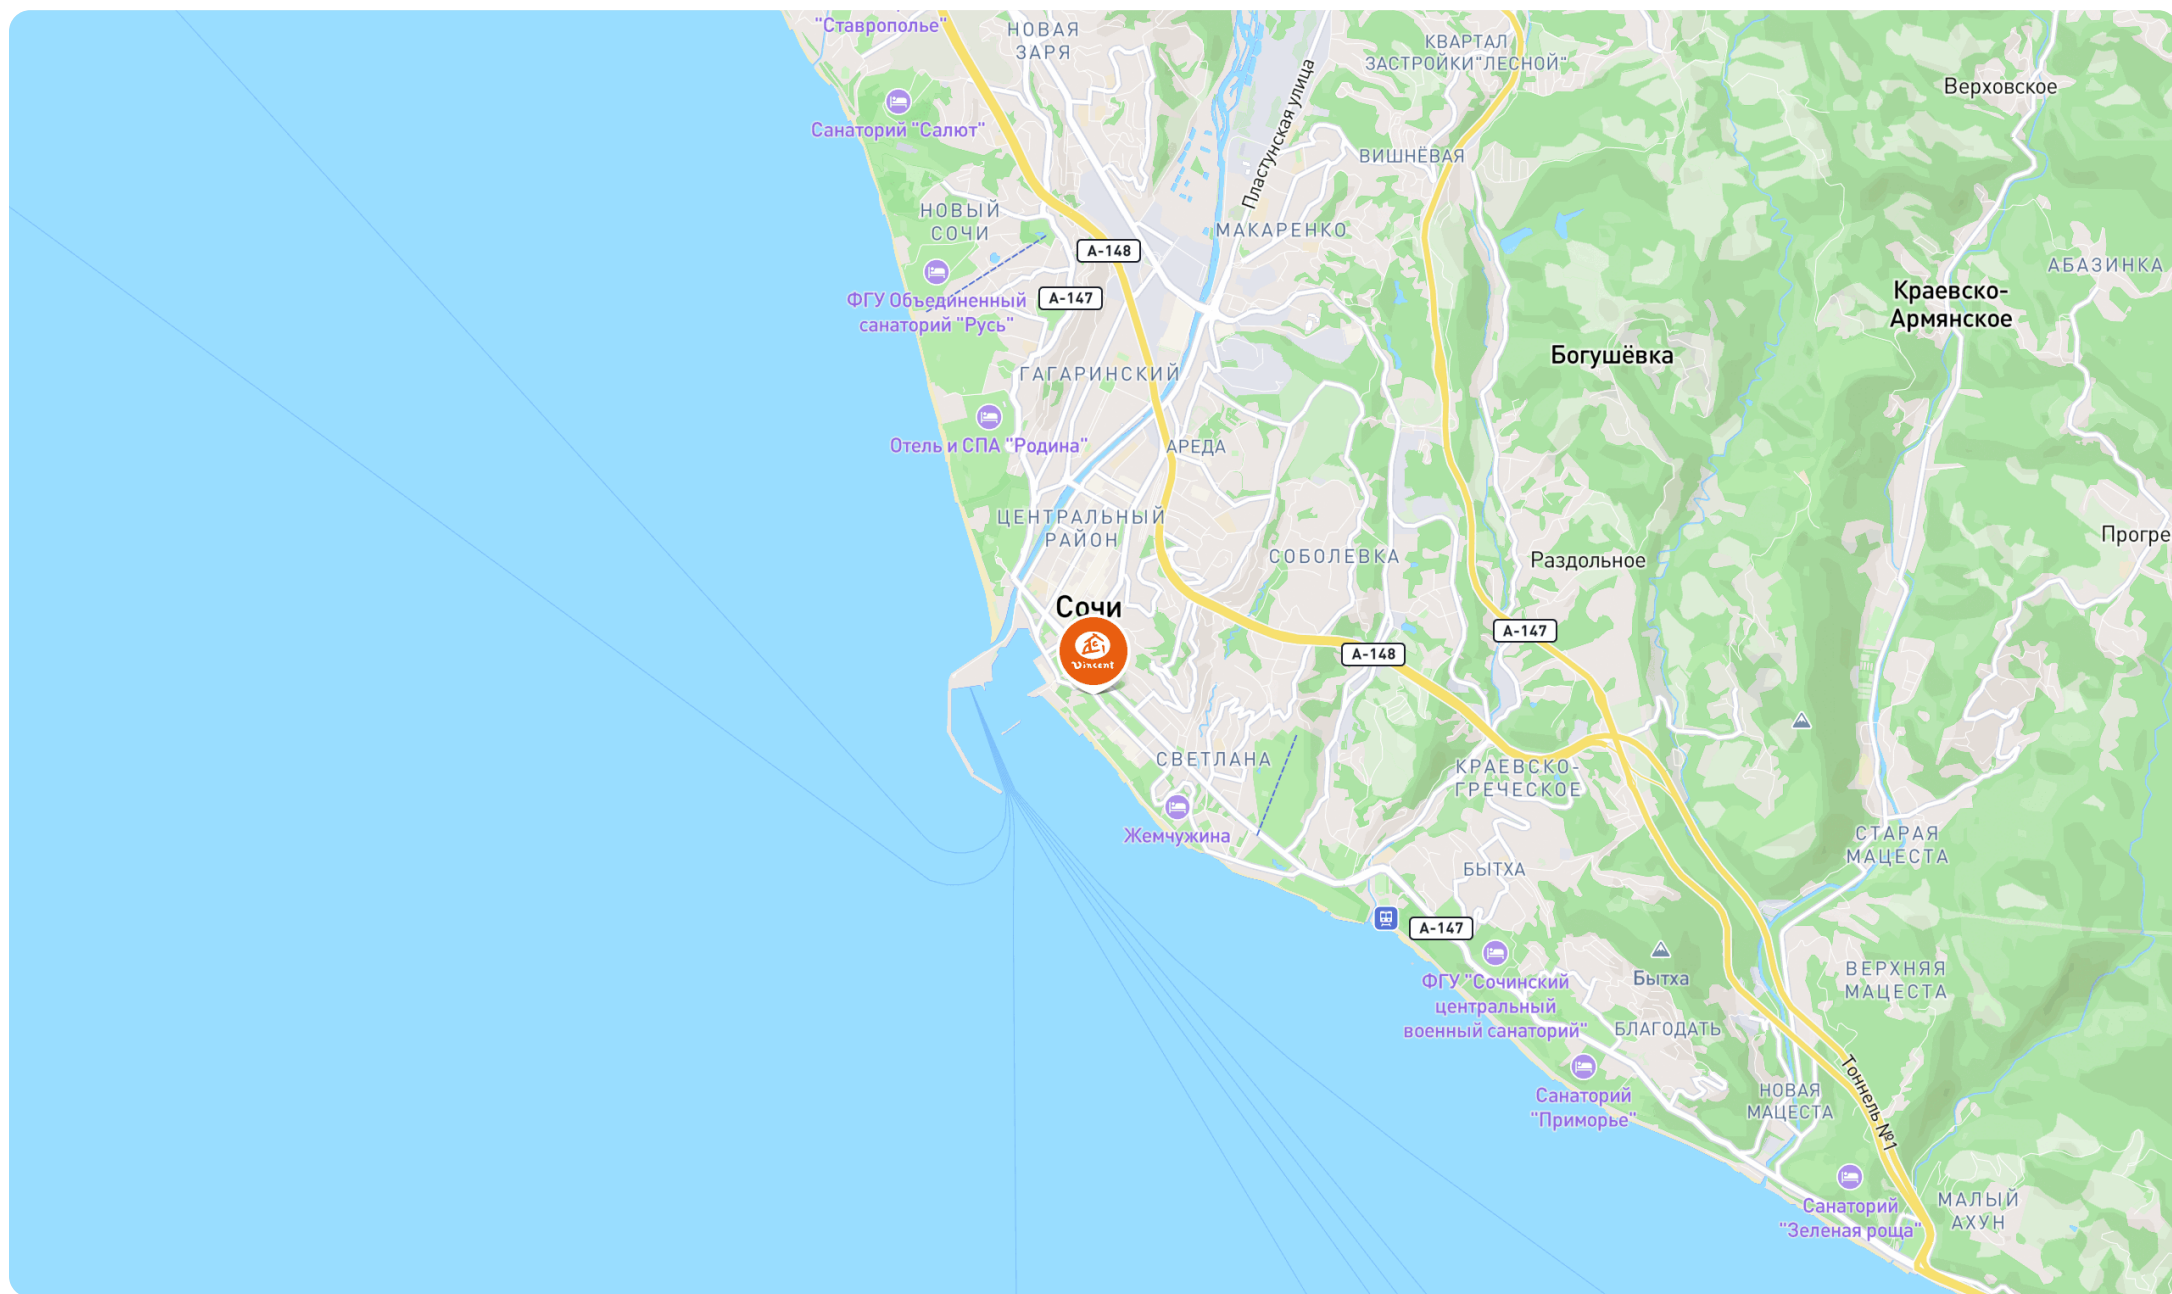 "Ставрополье"
НОВАЯ
ЗАРЯ
КВАРТАЛ
ЗАСТРОЙКИ"ЛЕСНОЙ"
Верховское
Санаторий "Салют"
Пластунская улица
ВИШНЁВАЯ
НОВЫЙ
СОЧИ
МАКАРЕНКО
А-148
АБАЗИНКА
ФГУ Объединенный
санаторий "Русь"
А-147
Краевско-
Армянское
Богушёвка
ГАГАРИНСКИЙ
Отель и СПА "Родина"
АРЕДА
ЦЕНТРАЛЬНЫЙ
РАЙОН
Прогре
СОБОЛЕВКА
Раздольное
Сочи
Vincent
А-147
А-148
СВЕТЛАНА
КРАЕВСКО-
ГРЕЧЕСКОЕ
Жемчужина
СТАРАЯ
МАЦЕСТА
БЫТХА
А-147
ФГУ "Сочинский
центральный
военный санаторий"
Бытха
ВЕРХНЯЯ
МАЦЕСТА
БЛАГОДАТЬ
Санаторий
"Приморье"
НОВАЯ
МАЦЕСТА
Тоннель №1
Санаторий
"Зеленая роща"
МАЛЫЙ
АХУН